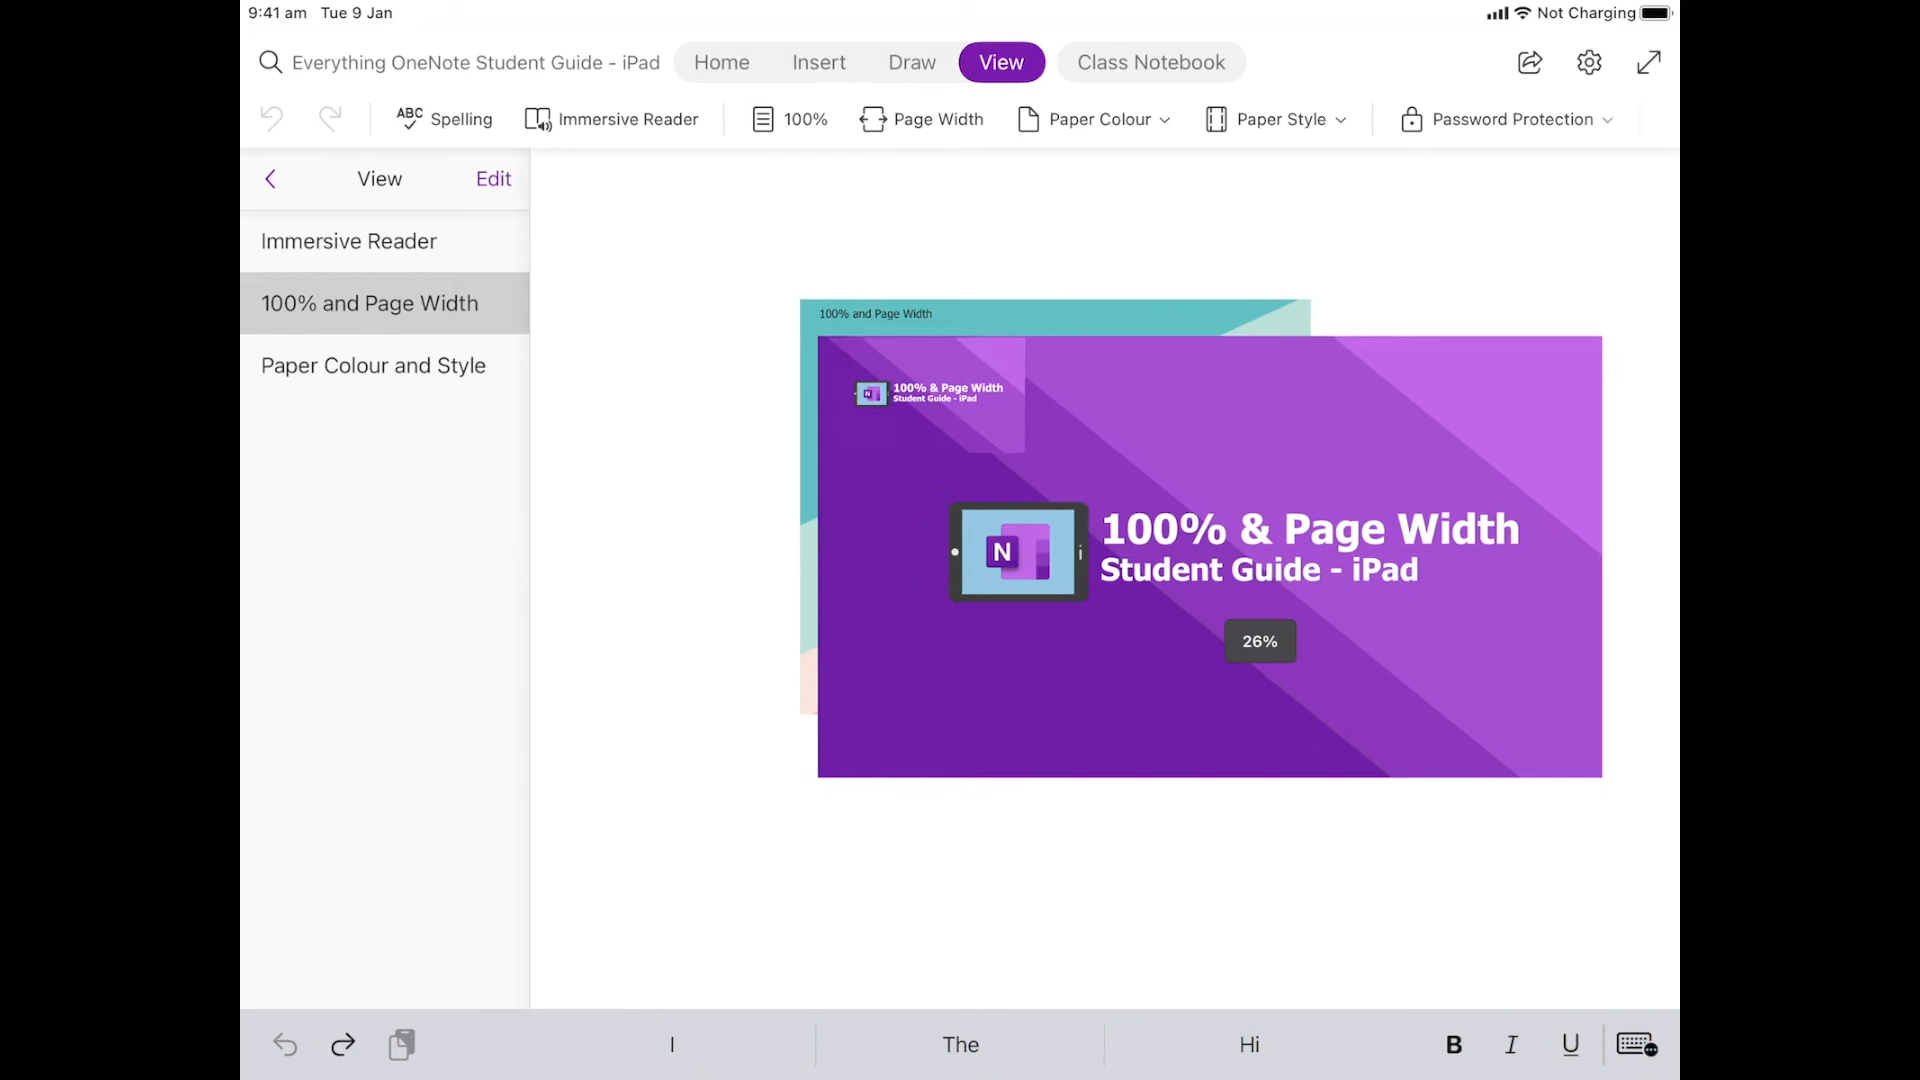 9:41 am Tue 9 Jan
Not Charging
Everything OneNote Student Guide - iPad
Home Insert Draw View Class Notebook
ABC Spelling Immersive Reader 100% Page Width Paper Colour Paper Style Password Protection
View Edit
Immersive Reader
100% and Page Width
Paper Colour and Style
100% and Page Width
N 100% & Page Width
Student Guide - iPad
N 100% & Page Width
Student Guide - iPad
26%
I The Hi B I U